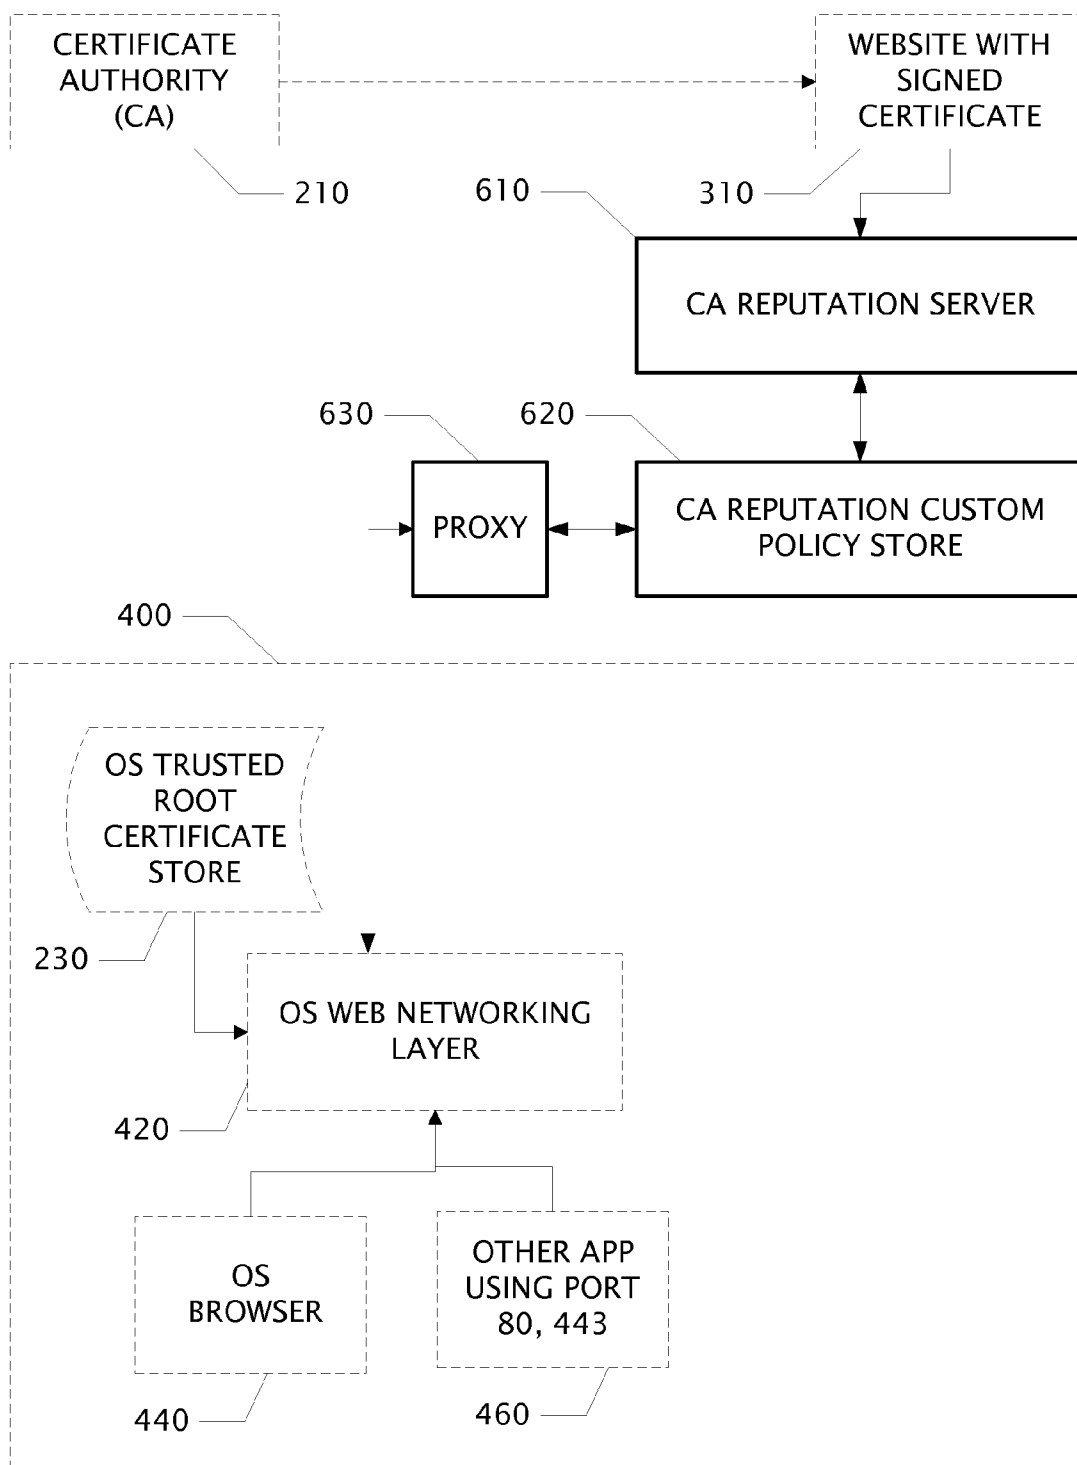 CERTIFICATE
AUTHORITY
(CA)
WEBSITE WITH
SIGNED
CERTIFICATE
210
610
310
CA REPUTATION SERVER
630
620
PROXY
CA REPUTATION CUSTOM
POLICY STORE
400
OS TRUSTED
ROOT
CERTIFICATE
STORE
230
OS WEB NETWORKING
LAYER
420
OS
BROWSER
OTHER APP
USING PORT
80, 443
440
460